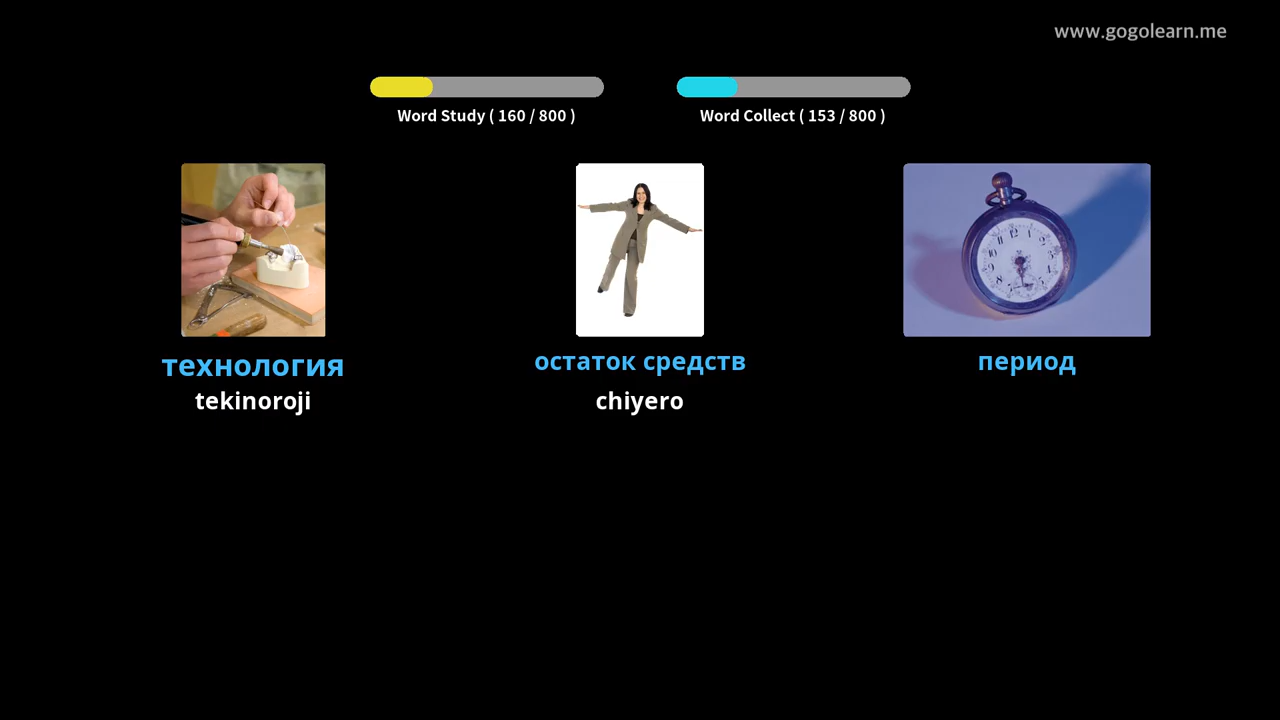 www.gogolearn.me
Word Study ( 160 / 800 )
Word Collect ( 153 / 800 )
технология
tekinoroji
остаток средств
chiyero
период